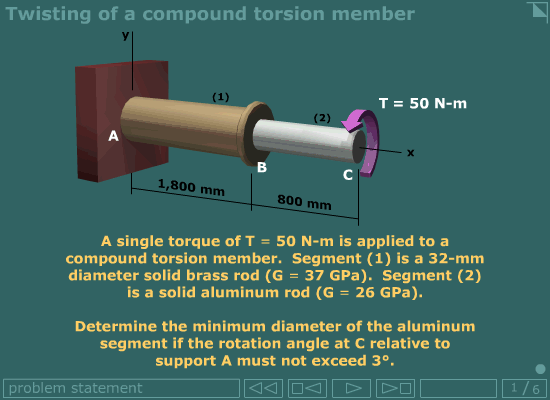 Twisting of a compound torsion member
y
(1)
(2)
T = 50 N-m
A
x
B
C
1,800 mm
800 mm
A single torque of T = 50 N-m is applied to a
compound torsion member. Segment (1) is a 32-mm
diameter solid brass rod (G = 37 GPa). Segment (2)
is a solid aluminum rod (G = 26 GPa).
Determine the minimum diameter of the aluminum
segment if the rotation angle at C relative to
support A must not exceed 3°.
problem statement
1 / 6